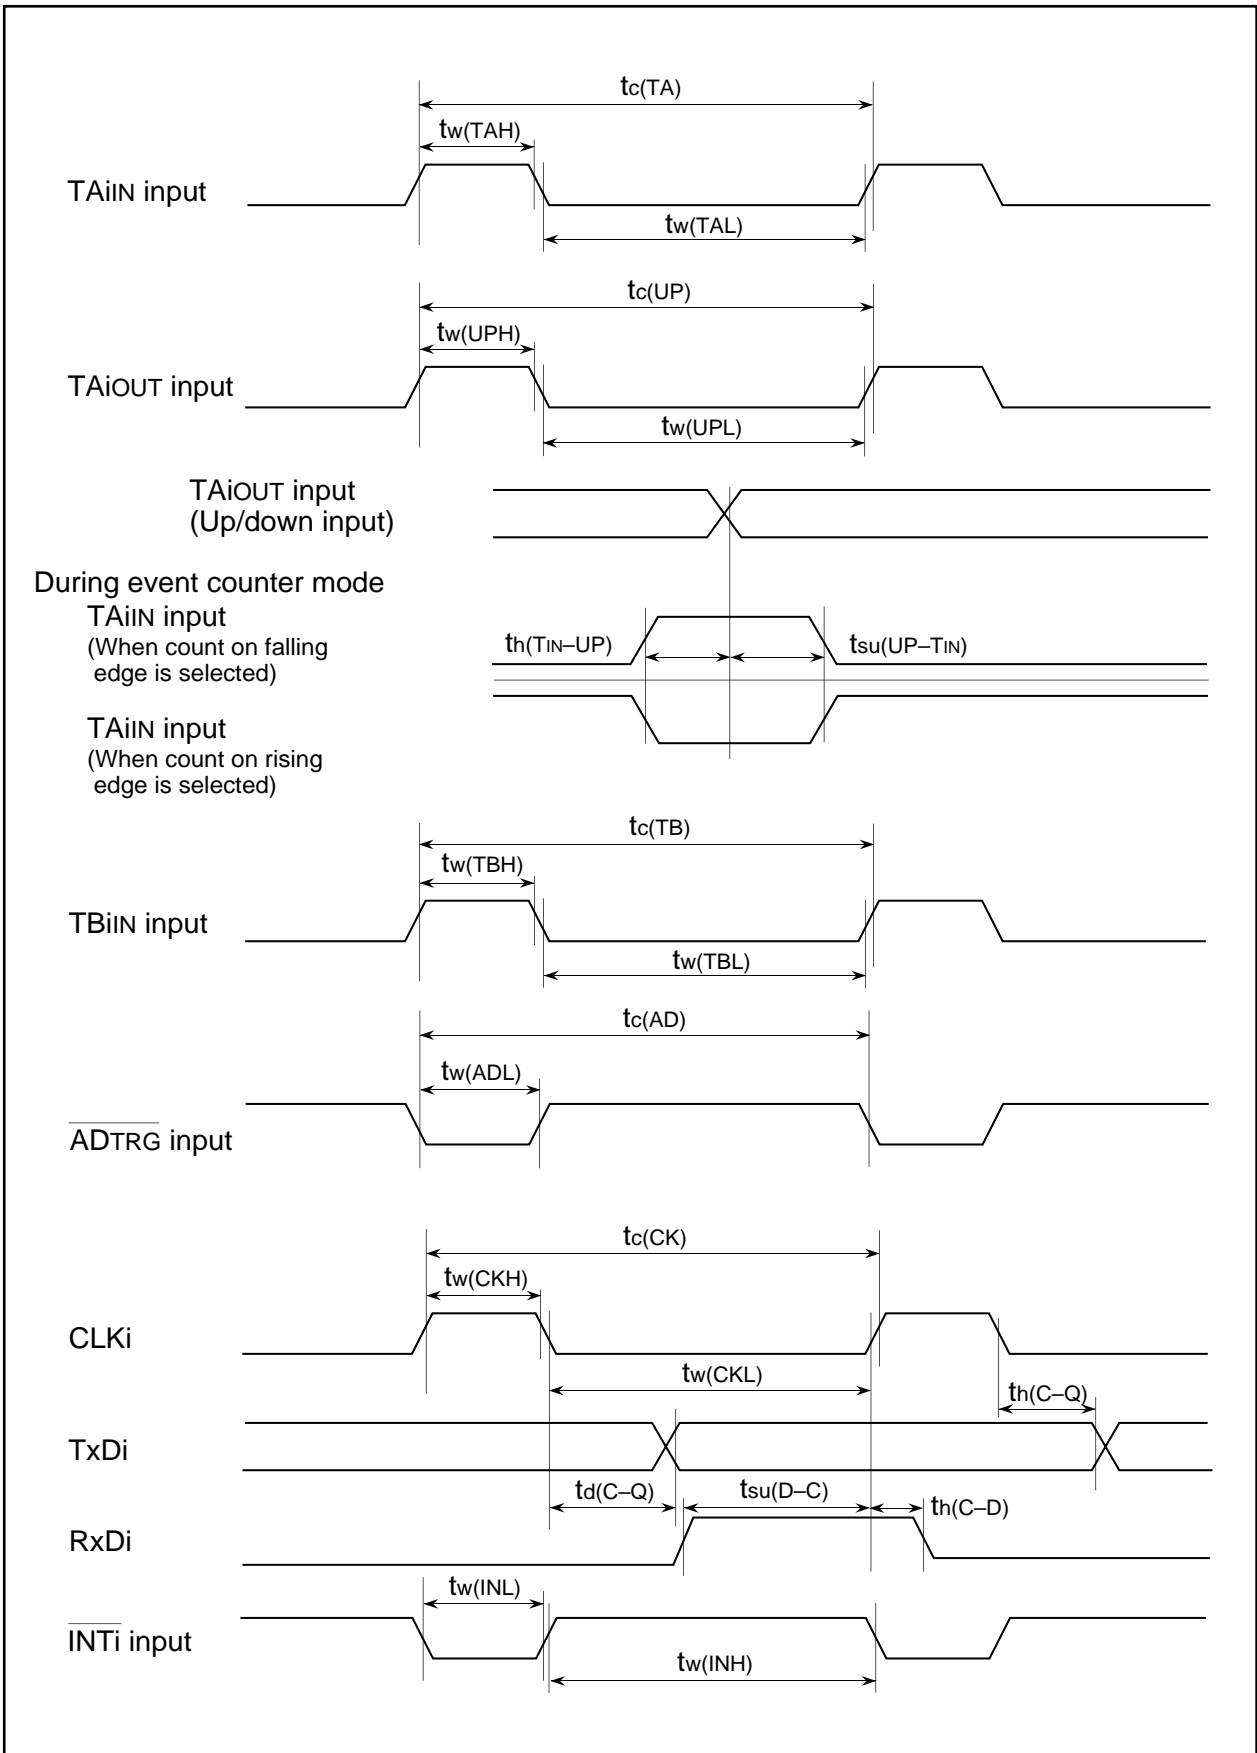 tc(TA)
tw(TAH)
TAiIN input
tw(TAL)
tc(UP)
tw(UPH)
TAiOUT input
tw(UPL)
TAiOUT input
(Up/down input)
During event counter mode
TAiIN input
(When count on falling
edge is selected)
th(TIN–UP)
tsu(UP–TIN)
TAiIN input
(When count on rising
edge is selected)
tc(TB)
tw(TBH)
TBiIN input
tw(TBL)
tc(AD)
tw(ADL)
ADTRG input
tc(CK)
tw(CKH)
CLKi
tw(CKL)
th(C–Q)
TxDi
td(C–Q)
tsu(D–C)
th(C–D)
RxDi
tw(INL)
INTi input
tw(INH)